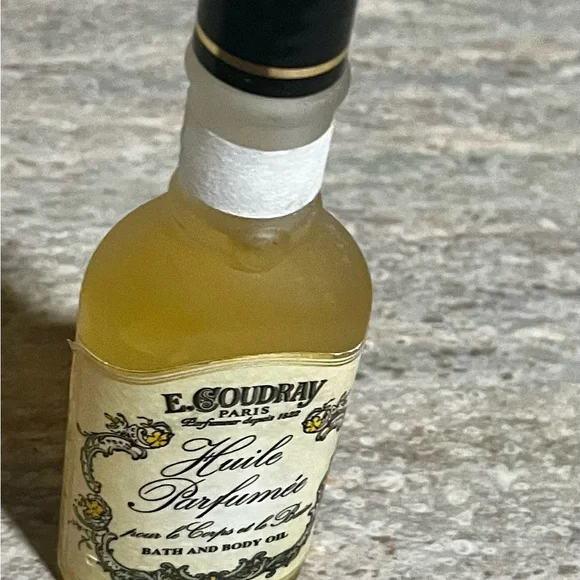 E. COUDRAY
PARIS
Parfumeur depuis 1822
Huile
Parfumée
pour le Corps et le Bain
BATH AND BODY OIL